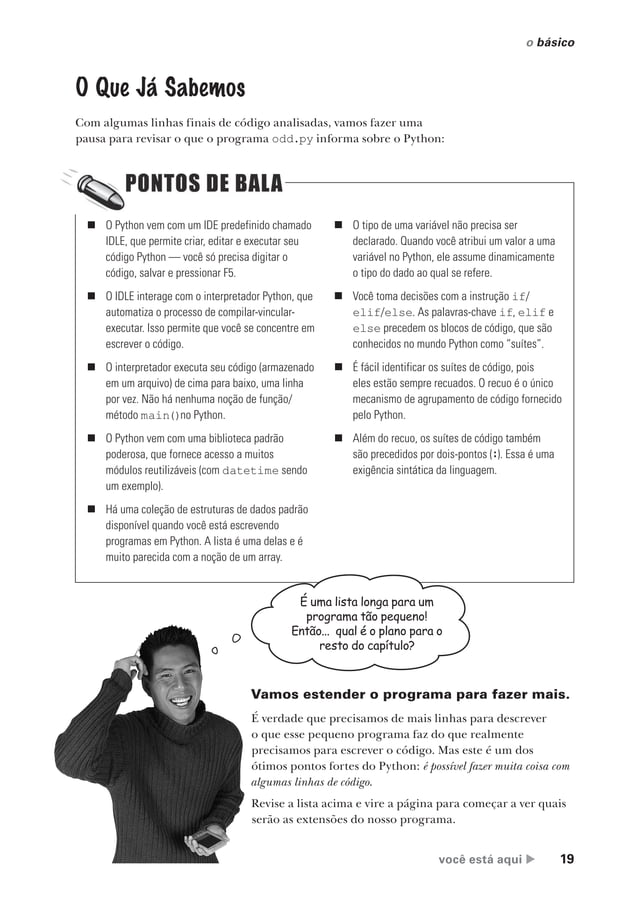 o básico
O Que Já Sabemos
Com algumas linhas finais de código analisadas, vamos fazer uma
pausa para revisar o que o programa odd.py informa sobre o Python:
PONTOS DE BALA
■ O Python vem com um IDE predefinido chamado
IDLE, que permite criar, editar e executar seu
código Python — você só precisa digitar o
código, salvar e pressionar F5.
■ O IDLE interage com o interpretador Python, que
automatiza o processo de compilar-vincular-
executar. Isso permite que você se concentre em
escrever o código.
■ O interpretador executa seu código (armazenado
em um arquivo) de cima para baixo, uma linha
por vez. Não há nenhuma noção de função/
método main()no Python.
■ O Python vem com uma biblioteca padrão
poderosa, que fornece acesso a muitos
módulos reutilizáveis (com datetime sendo
um exemplo).
■ Há uma coleção de estruturas de dados padrão
disponível quando você está escrevendo
programas em Python. A lista é uma delas e é
muito parecida com a noção de um array.
■ O tipo de uma variável não precisa ser
declarado. Quando você atribui um valor a uma
variável no Python, ele assume dinamicamente
o tipo do dado ao qual se refere.
■ Você toma decisões com a instrução if/
elif/else. As palavras-chave if, elif e
else precedem os blocos de código, que são
conhecidos no mundo Python como "suítes".
■ É fácil identificar os suítes de código, pois
eles estão sempre recuados. O recuo é o único
mecanismo de agrupamento de código fornecido
pelo Python.
■ Além do recuo, os suítes de código também
são precedidos por dois-pontos (:). Essa é uma
exigência sintática da linguagem.
É uma lista longa para um
programa tão pequeno!
Então... qual é o plano para o
resto do capítulo?
Vamos estender o programa para fazer mais.
É verdade que precisamos de mais linhas para descrever
o que esse pequeno programa faz do que realmente
precisamos para escrever o código. Mas este é um dos
ótimos pontos fortes do Python: é possível fazer muita coisa com
algumas linhas de código.
Revise a lista acima e vire a página para começar a ver quais
serão as extensões do nosso programa.
você está aqui ▶ 19